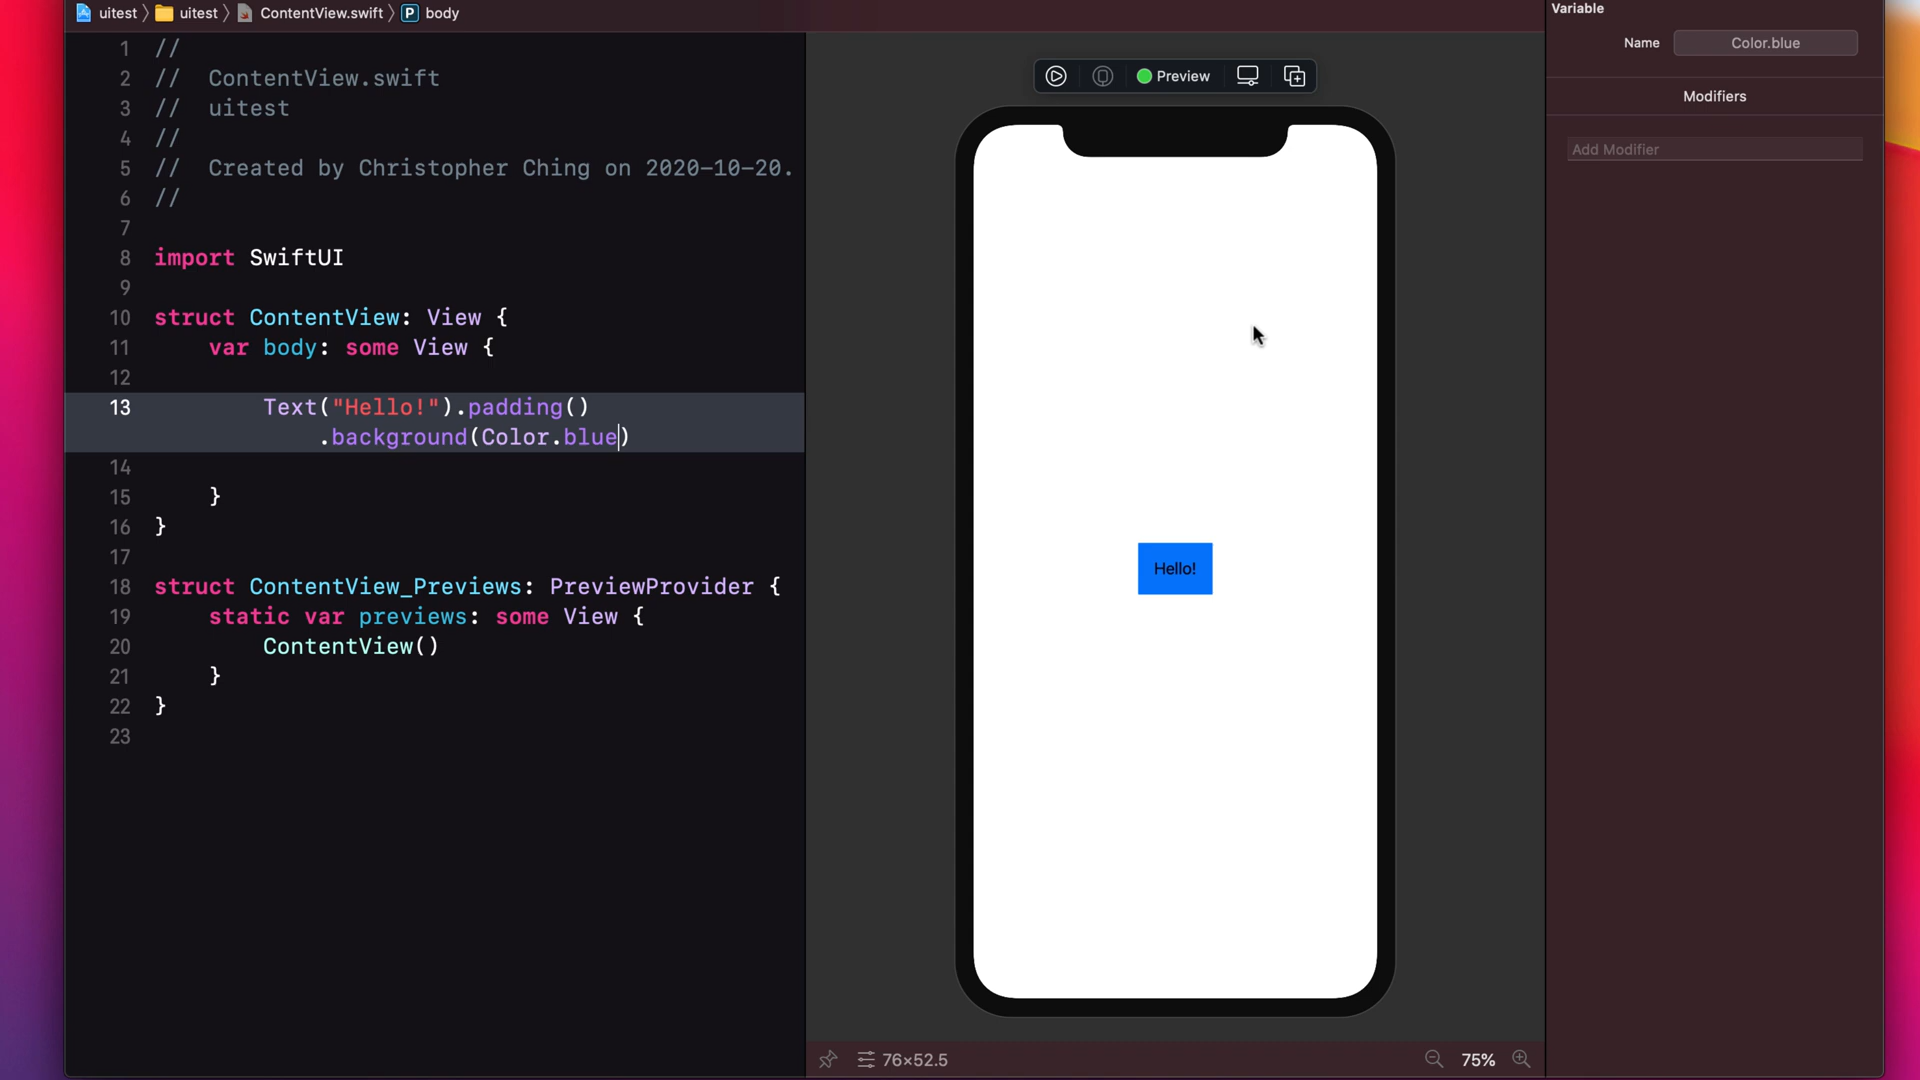 uitest 〉 uitest 〉 ContentView.swift 〉 P body
1 //
2 //  ContentView.swift
3 //  uitest
4 //
5 //  Created by Christopher Ching on 2020-10-20.
6 //
7
8 import SwiftUI
9
10 struct ContentView: View {
11     var body: some View {
12
13         Text("Hello!").padding()
            .background(Color.blue)
14
15     }
16 }
17
18 struct ContentView_Previews: PreviewProvider {
19     static var previews: some View {
20         ContentView()
21     }
22 }
23
Preview
Hello!
76×52.5
75%
Variable
Name Color.blue
Modifiers
Add Modifier